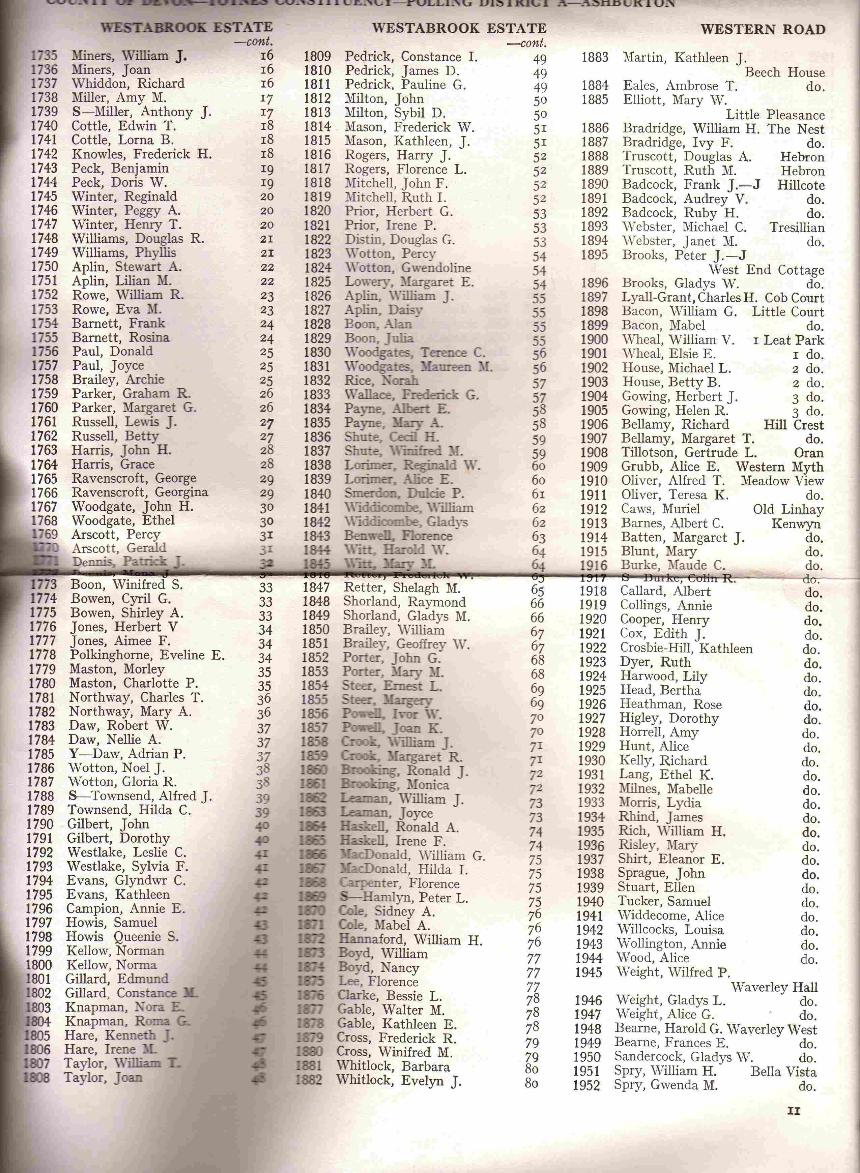 COUNTY OF DEVON—TOTNES CONSTITUENCY—POLLING DISTRICT A—ASHBURTON
WESTABROOK ESTATE
—cont.
1735 Miners, William J. 16
1736 Miners, Joan 16
1737 Whiddon, Richard 16
1738 Miller, Amy M. 17
1739 S—Miller, Anthony J. 17
1740 Cottle, Edwin T. 18
1741 Cottle, Lorna B. 18
1742 Knowles, Frederick H. 18
1743 Peck, Benjamin 19
1744 Peck, Doris W. 19
1745 Winter, Reginald 20
1746 Winter, Peggy A. 20
1747 Winter, Henry T. 20
1748 Williams, Douglas R. 21
1749 Williams, Phyllis 21
1750 Aplin, Stewart A. 22
1751 Aplin, Lilian M. 22
1752 Rowe, William R. 23
1753 Rowe, Eva M. 23
1754 Barnett, Frank 24
1755 Barnett, Rosina 24
1756 Paul, Donald 25
1757 Paul, Joyce 25
1758 Brailey, Archie 25
1759 Parker, Graham R. 26
1760 Parker, Margaret G. 26
1761 Russell, Lewis J. 27
1762 Russell, Betty 27
1763 Harris, John H. 28
1764 Harris, Grace 28
1765 Ravenscroft, George 29
1766 Ravenscroft, Georgina 29
1767 Woodgate, John H. 30
1768 Woodgate, Ethel 30
1769 Arscott, Percy 31
1770 Arscott, Gerald 31
1771 Dennis, Patrick J. 32
1773 Boon, Winifred S. 33
1774 Bowen, Cyril G. 33
1775 Bowen, Shirley A. 33
1776 Jones, Herbert V 34
1777 Jones, Aimee F. 34
1778 Polkinghorne, Eveline E. 34
1779 Maston, Morley 35
1780 Maston, Charlotte P. 35
1781 Northway, Charles T. 36
1782 Northway, Mary A. 36
1783 Daw, Robert W. 37
1784 Daw, Nellie A. 37
1785 Y—Daw, Adrian P. 37
1786 Wotton, Noel J. 38
1787 Wotton, Gloria R. 38
1788 S—Townsend, Alfred J. 39
1789 Townsend, Hilda C. 39
1790 Gilbert, John 40
1791 Gilbert, Dorothy 40
1792 Westlake, Leslie C. 41
1793 Westlake, Sylvia F. 41
1794 Evans, Glyndwr C. 42
1795 Evans, Kathleen 42
1796 Campion, Annie E. 42
1797 Howis, Samuel 43
1798 Howis Queenie S. 43
1799 Kellow, Norman 44
1800 Kellow, Norma 44
1801 Gillard, Edmund 45
1802 Gillard, Constance M. 45
1803 Knapman, Nora E. 46
1804 Knapman, Roma G. 46
1805 Hare, Kenneth J. 47
1806 Hare, Irene M. 47
1807 Taylor, William T. 48
1808 Taylor, Joan 48
WESTABROOK ESTATE
—cont.
1809 Pedrick, Constance I. 49
1810 Pedrick, James D. 49
1811 Pedrick, Pauline G. 49
1812 Milton, John 50
1813 Milton, Sybil D. 50
1814 Mason, Frederick W. 51
1815 Mason, Kathleen, J. 51
1816 Rogers, Harry J. 52
1817 Rogers, Florence L. 52
1818 Mitchell, John F. 52
1819 Mitchell, Ruth I. 52
1820 Prior, Herbert G. 53
1821 Prior, Irene P. 53
1822 Distin, Douglas G. 53
1823 Wotton, Percy 54
1824 Wotton, Gwendoline 54
1825 Lowery, Margaret E. 54
1826 Aplin, William J. 55
1827 Aplin, Daisy 55
1828 Boon, Alan 55
1829 Boon, Julia 55
1830 Woodgates, Terence C. 56
1831 Woodgates, Maureen M. 56
1832 Rice, Norah 57
1833 Wallace, Frederick G. 57
1834 Payne, Albert E. 58
1835 Payne, Mary A. 58
1836 Shute, Cecil H. 59
1837 Shute, Winifred M. 59
1838 Lorimer, Reginald W. 60
1839 Lorimer, Alice E. 60
1840 Smerdon, Dulcie P. 61
1841 Widdicombe, William 62
1842 Widdicombe, Gladys 62
1843 Benwell, Florence 63
1844 Witt, Harold W. 64
1845 Witt, Mary M. 64
1846 Retter, Frederick W. 65
1847 Retter, Shelagh M. 65
1848 Shorland, Raymond 66
1849 Shorland, Gladys M. 66
1850 Brailey, William 67
1851 Brailey, Geoffrey W. 67
1852 Porter, John G. 68
1853 Porter, Mary M. 68
1854 Steer, Ernest L. 69
1855 Steer, Margery 69
1856 Powell, Ivor W. 70
1857 Powell, Joan K. 70
1858 Crook, William J. 71
1859 Crook, Margaret R. 71
1860 Brooking, Ronald J. 72
1861 Brooking, Monica 72
1862 Leaman, William J. 73
1863 Leaman, Joyce 73
1864 Haskell, Ronald A. 74
1865 Haskell, Irene F. 74
1866 MacDonald, William G. 75
1867 MacDonald, Hilda I. 75
1868 Carpenter, Florence 75
1869 S—Hamlyn, Peter L. 75
1870 Cole, Sidney A. 76
1871 Cole, Mabel A. 76
1872 Hannaford, William H. 76
1873 Boyd, William 77
1874 Boyd, Nancy 77
1875 Lee, Florence 77
1876 Clarke, Bessie L. 78
1877 Gable, Walter M. 78
1878 Gable, Kathleen E. 78
1879 Cross, Frederick R. 79
1880 Cross, Winifred M. 79
1881 Whitlock, Barbara 80
1882 Whitlock, Evelyn J. 80
WESTERN ROAD
1883 Martin, Kathleen J.
Beech House
1884 Eales, Ambrose T. do.
1885 Elliott, Mary W.
Little Pleasance
1886 Bradridge, William H. The Nest
1887 Bradridge, Ivy F. do.
1888 Truscott, Douglas A. Hebron
1889 Truscott, Ruth M. Hebron
1890 Badcock, Frank J.—J Hillcote
1891 Badcock, Audrey V. do.
1892 Badcock, Ruby H. do.
1893 Webster, Michael C. Tresillian
1894 Webster, Janet M. do.
1895 Brooks, Peter J.—J
West End Cottage
1896 Brooks, Gladys W. do.
1897 Lyall-Grant, Charles H. Cob Court
1898 Bacon, William G. Little Court
1899 Bacon, Mabel do.
1900 Wheal, William V. 1 Leat Park
1901 Wheal, Elsie E. 1 do.
1902 House, Michael L. 2 do.
1903 House, Betty B. 2 do.
1904 Gowing, Herbert J. 3 do.
1905 Gowing, Helen R. 3 do.
1906 Bellamy, Richard Hill Crest
1907 Bellamy, Margaret T. do.
1908 Tillotson, Gertrude L. Oran
1909 Grubb, Alice E. Western Myth
1910 Oliver, Alfred T. Meadow View
1911 Oliver, Teresa K. do.
1912 Caws, Muriel Old Linhay
1913 Barnes, Albert C. Kenwyn
1914 Batten, Margaret J. do.
1915 Blunt, Mary do.
1916 Burke, Maude C. do.
1917 S—Burke, Colin R. do.
1918 Callard, Albert do.
1919 Collings, Annie do.
1920 Cooper, Henry do.
1921 Cox, Edith J. do.
1922 Crosbie-Hill, Kathleen do.
1923 Dyer, Ruth do.
1924 Harwood, Lily do.
1925 Head, Bertha do.
1926 Heathman, Rose do.
1927 Higley, Dorothy do.
1928 Horrell, Amy do.
1929 Hunt, Alice do.
1930 Kelly, Richard do.
1931 Lang, Ethel K. do.
1932 Milnes, Mabelle do.
1933 Morris, Lydia do.
1934 Rhind, James do.
1935 Rich, William H. do.
1936 Risley, Mary do.
1937 Shirt, Eleanor E. do.
1938 Sprague, John do.
1939 Stuart, Ellen do.
1940 Tucker, Samuel do.
1941 Widdecome, Alice do.
1942 Willcocks, Louisa do.
1943 Wollington, Annie do.
1944 Wood, Alice do.
1945 Weight, Wilfred P.
Waverley Hall
1946 Weight, Gladys L. do.
1947 Weight, Alice G. do.
1948 Bearne, Harold G. Waverley West
1949 Bearne, Frances E. do.
1950 Sandercock, Gladys W. do.
1951 Spry, William H. Bella Vista
1952 Spry, Gwenda M. do.
11